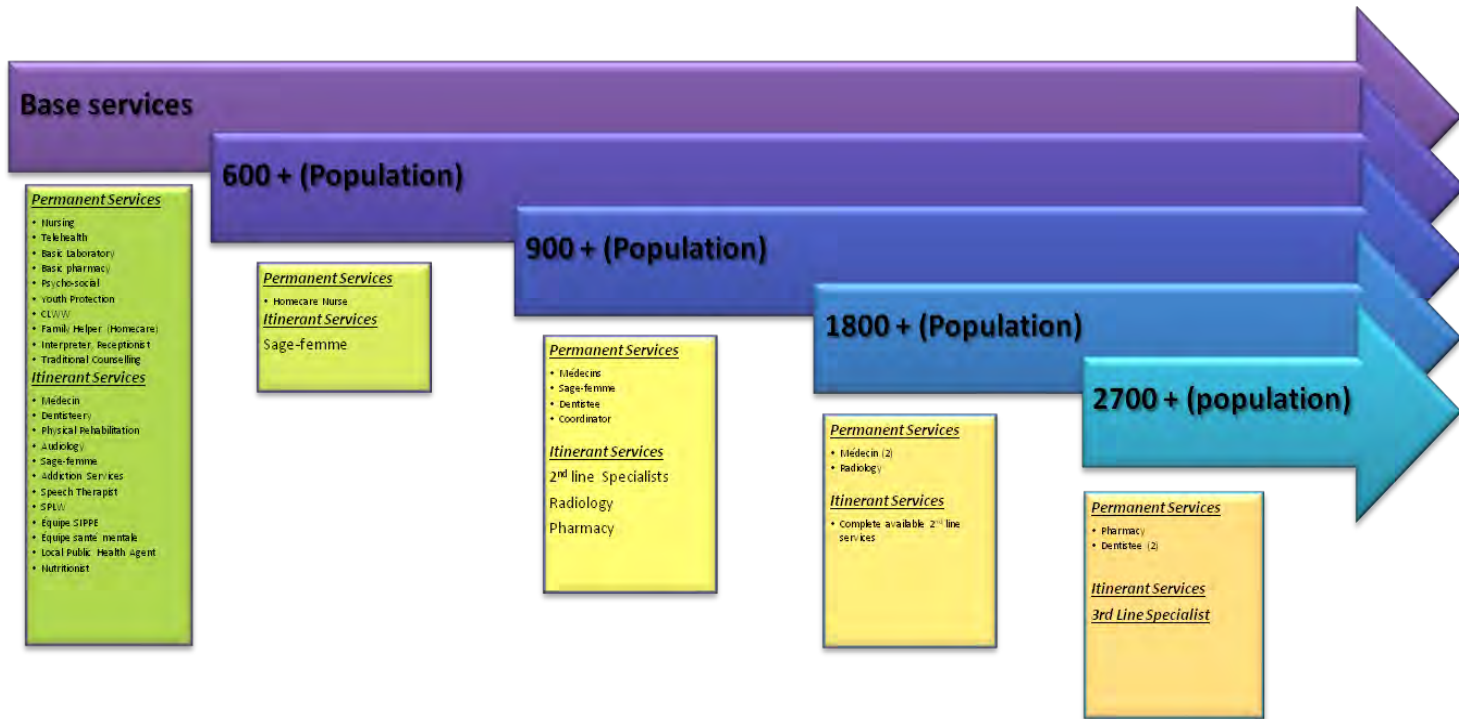 Base services
600 + (Population)
900 + (Population)
1800 + (Population)
2700 + (population)
Permanent Services
• Nursing
• Telehealth
• Basic Laboratory
• Basic pharmacy
• Psycho-social
• Youth Protection
• CLWW
• Family Helper (Homecare)
• Interpreter, Receptionist
• Traditional Counselling
Itinerant Services
• Médecin
• Dentisteery
• Physical Rehabilitation
• Audiology
• Sage-femme
• Addiction Services
• Speech Therapist
• SPLW
• Équipe SIPPE
• Équipe santé mentale
• Local Public Health Agent
• Nutritionist
Permanent Services
• Homecare Nurse
Itinerant Services
Sage-femme
Permanent Services
• Médecins
• Sage-femme
• Dentistee
• Coordinator
Itinerant Services
2nd line Specialists
Radiology
Pharmacy
Permanent Services
• Médecin (2)
• Radiology
Itinerant Services
• Complete available 2nd line
services
Permanent Services
• Pharmacy
• Dentistee (2)
Itinerant Services
3rd Line Specialist